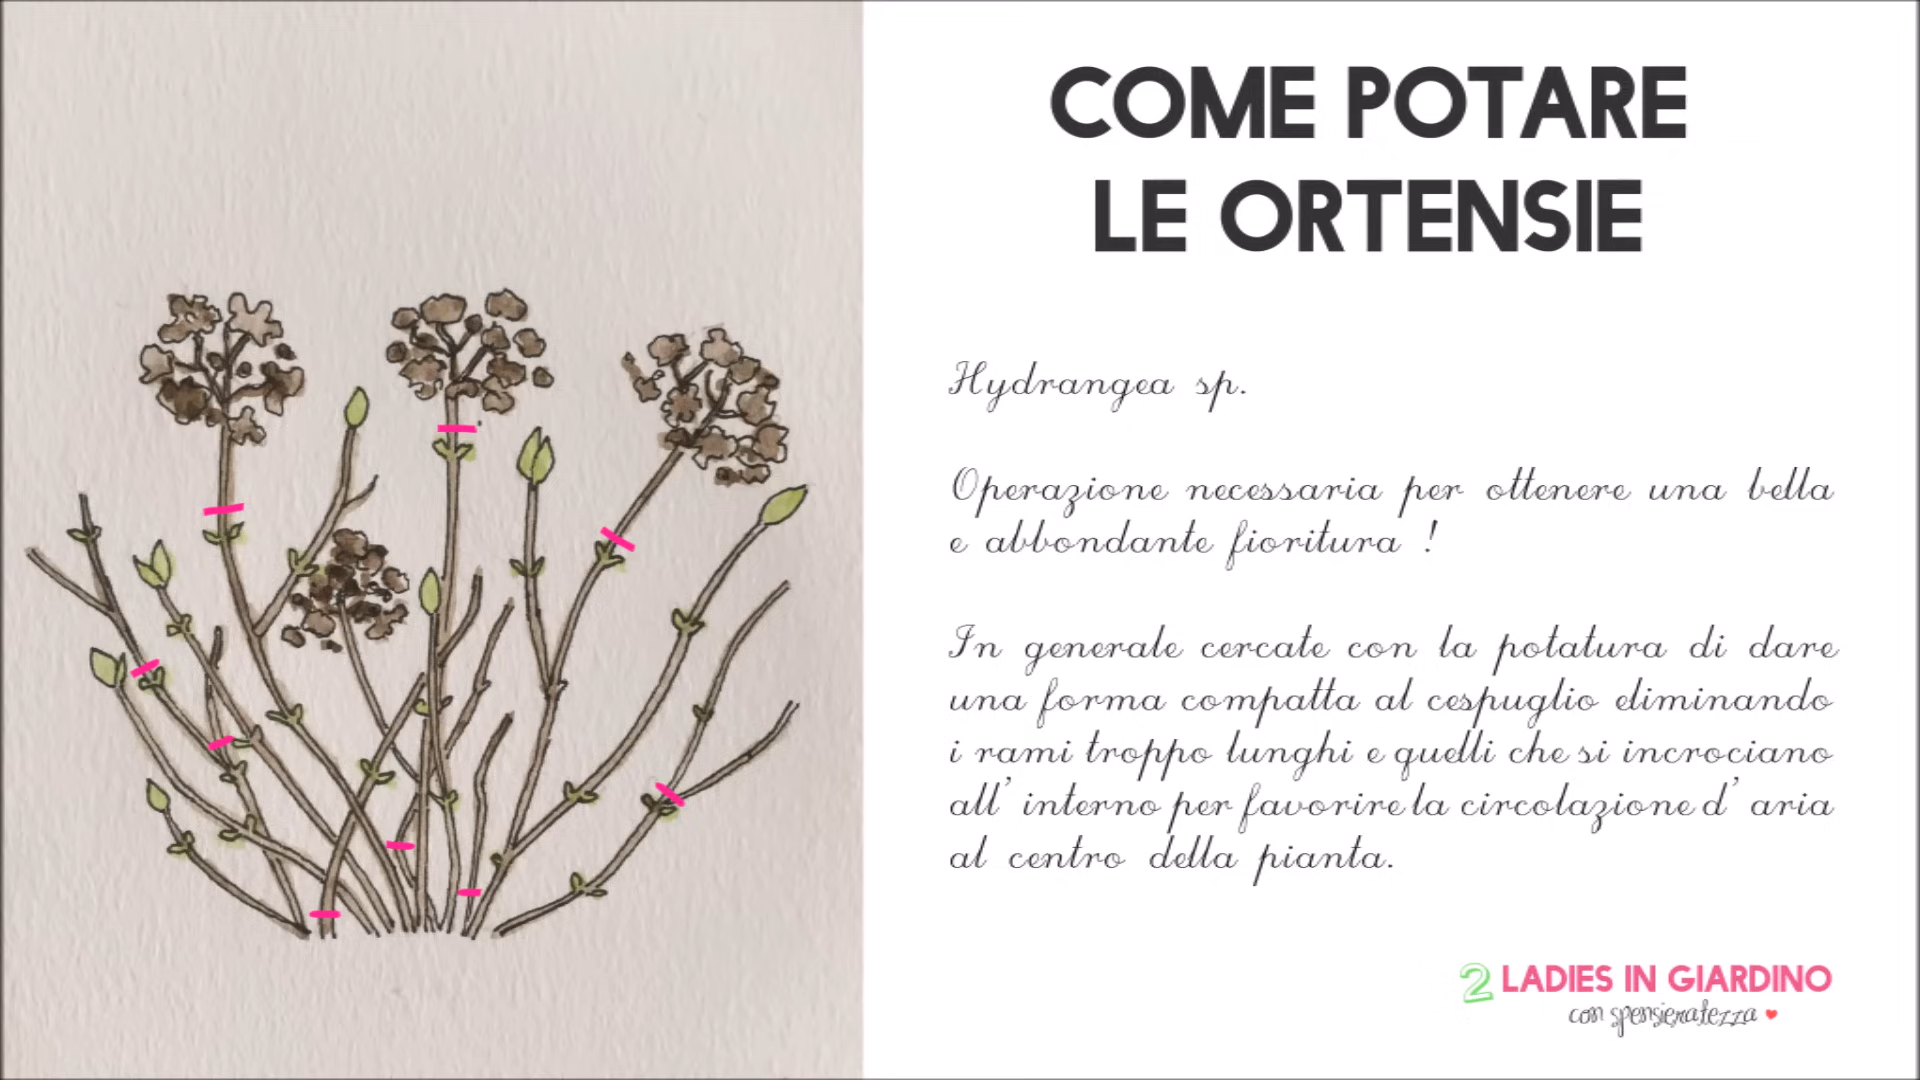 COME POTARE
LE ORTENSIE
Hydrangea sp.
Operazione necessaria per ottenere una bella
e abbondante fioritura !
In generale cercate con la potatura di dare
una forma compatta al cespuglio eliminando
i rami troppo lunghi e quelli che si incrociano
all' interno per favorire la circolazione d' aria
al centro della pianta.
2 LADIES IN GIARDINO
con spensieratezza